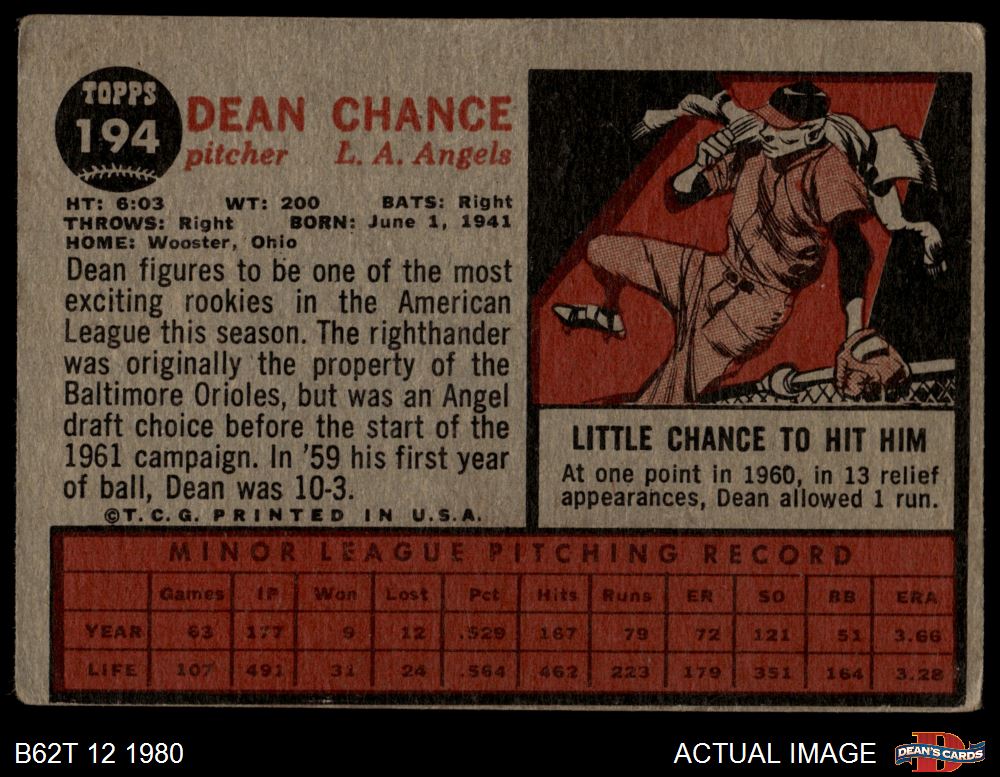 TOPPS
194
DEAN CHANCE
pitcher L. A. Angels
HT: 6:03 WT: 200 BATS: Right
THROWS: Right BORN: June 1, 1941
HOME: Wooster, Ohio
Dean figures to be one of the most
exciting rookies in the American
League this season. The righthander
was originally the property of the
Baltimore Orioles, but was an Angel
draft choice before the start of the
1961 campaign. In '59 his first year
of ball, Dean was 10-3.
©T.C.G. PRINTED IN U.S.A.
LITTLE CHANCE TO HIT HIM
At one point in 1960, in 13 relief
appearances, Dean allowed 1 run.
MINOR LEAGUE PITCHING RECORD
Games IP Won Lost Pct Hits Runs ER SO BB ERA
YEAR 63 177 9 12 .529 167 79 72 121 51 3.66
LIFE 107 491 31 24 .564 462 223 179 351 164 3.28
B62T 12 1980
ACTUAL IMAGE
DEAN'S CARDS